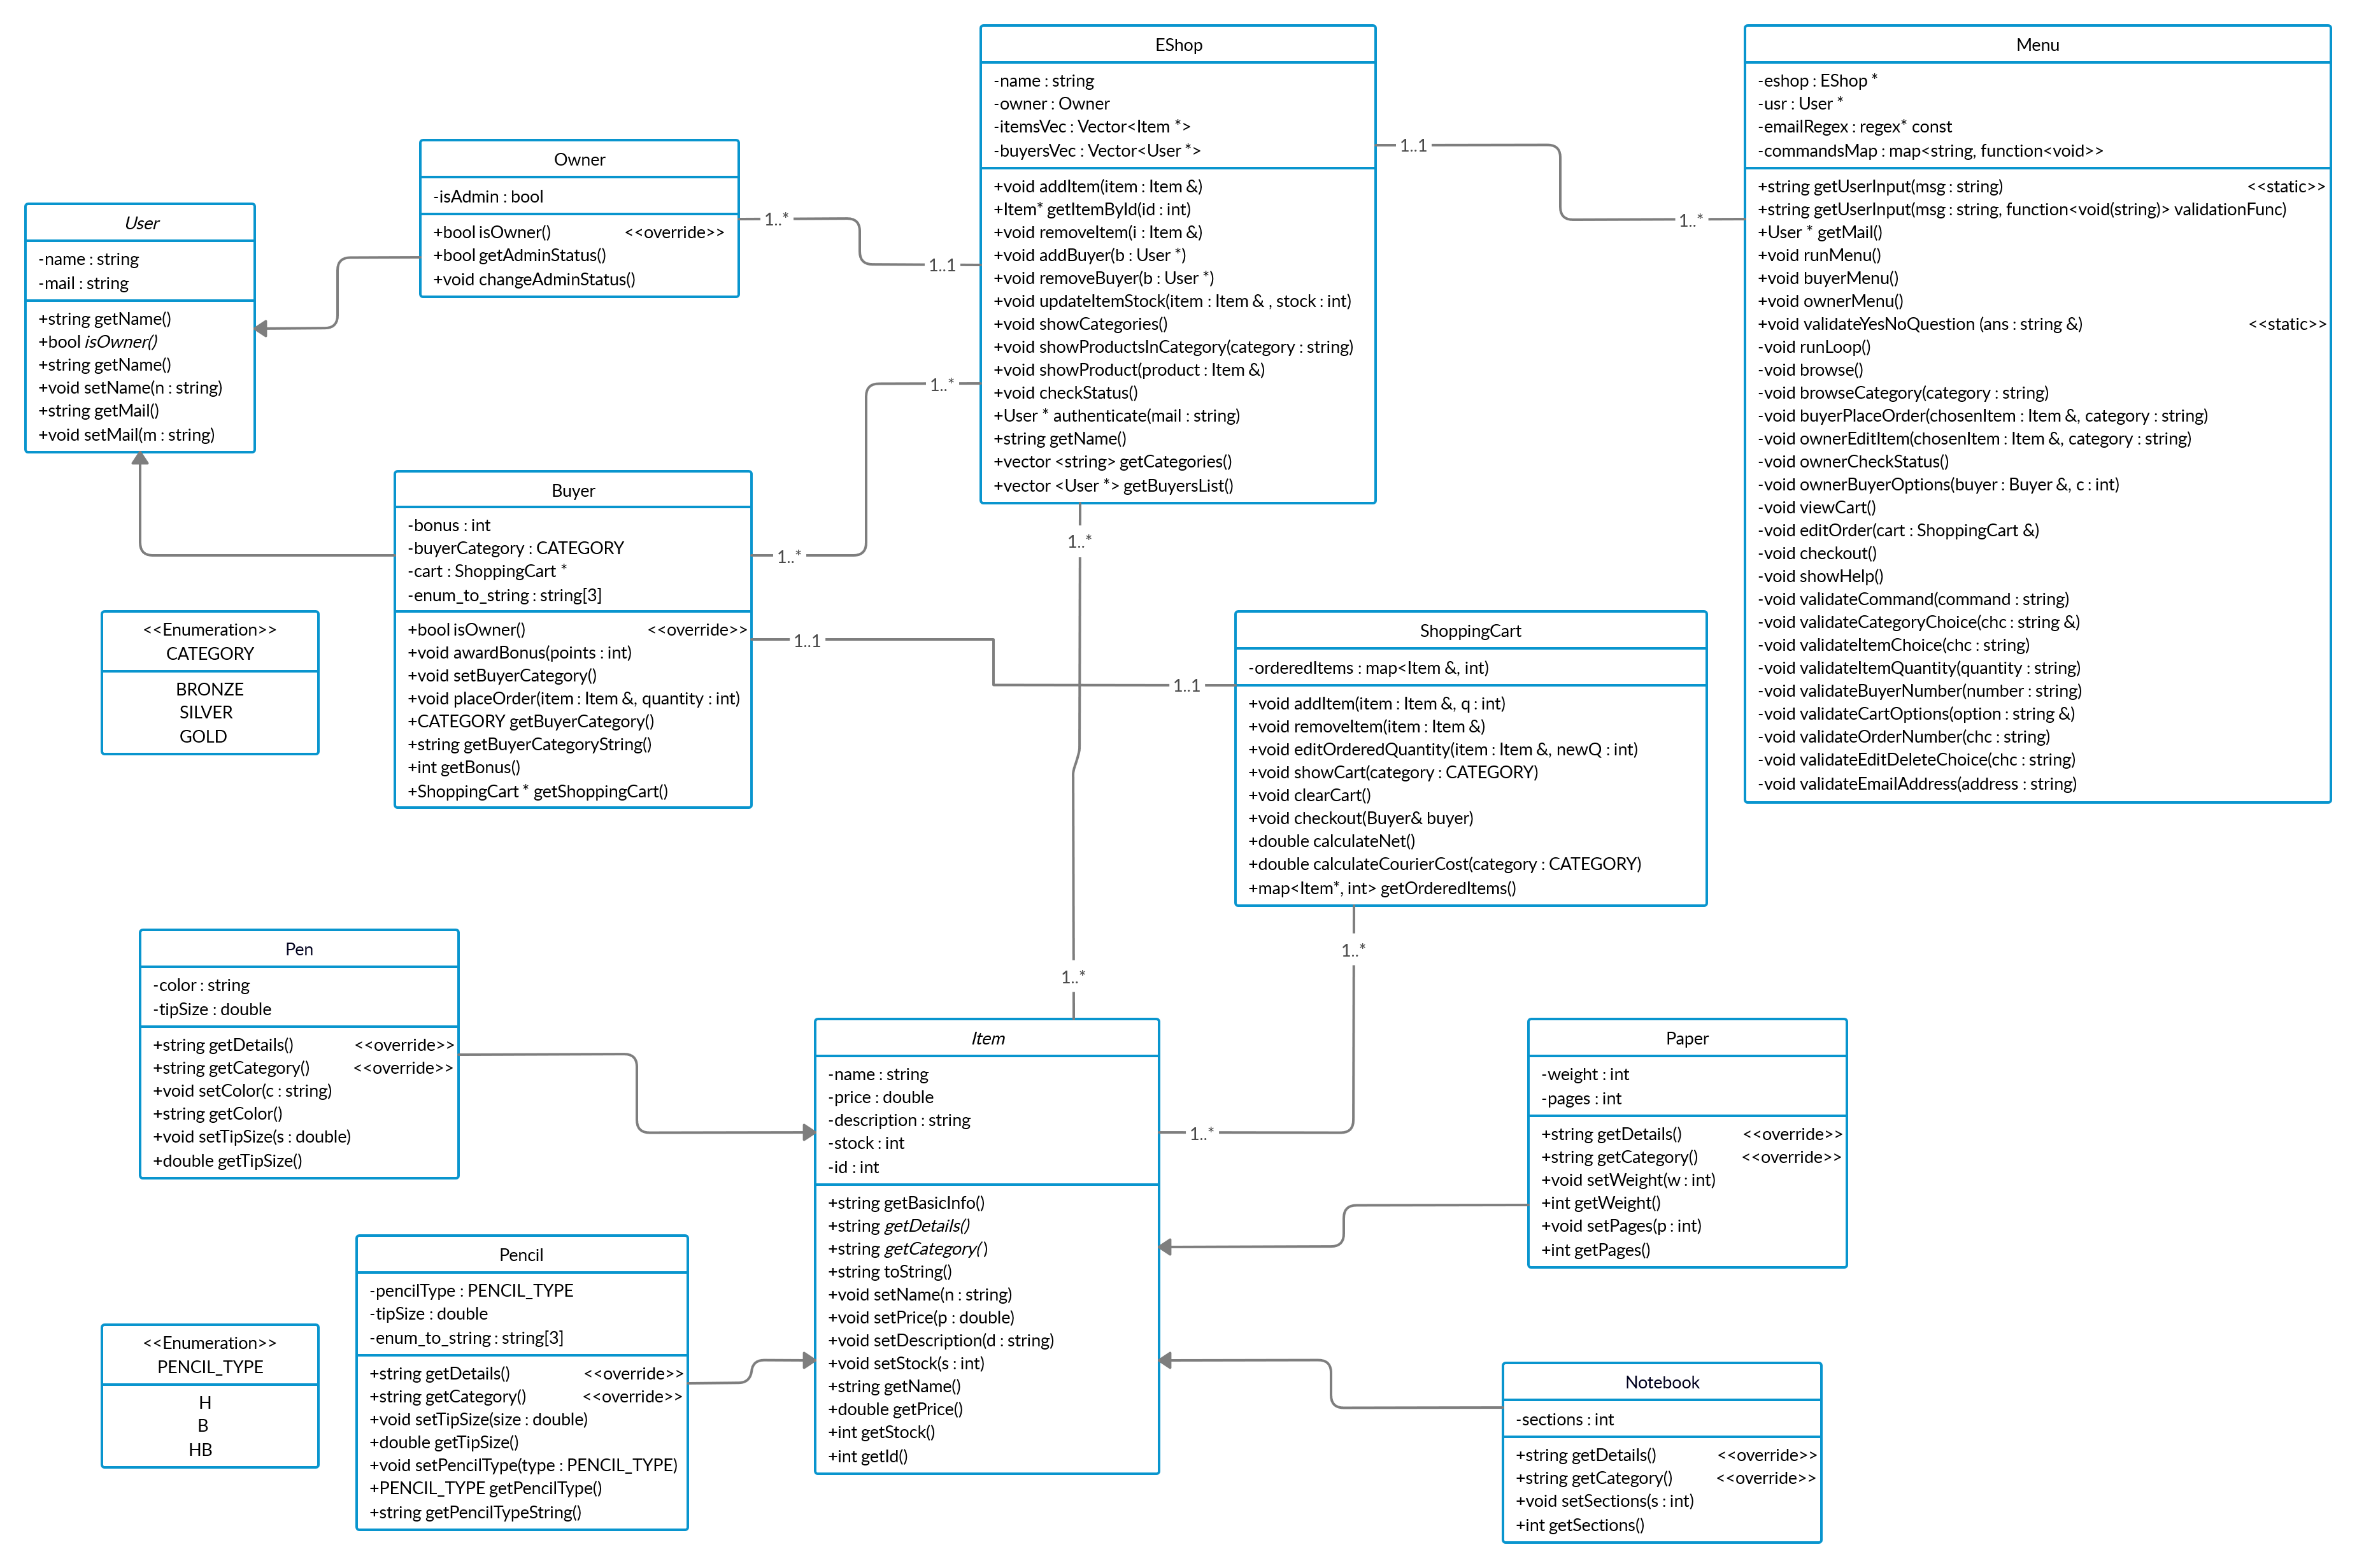 EShop
-name : string
-owner : Owner
-itemsVec : Vector<Item *>
-buyersVec : Vector<User *>
+void addItem(item : Item &)
+Item* getItemById(id : int)
+void removeItem(i : Item &)
+void addBuyer(b : User *)
+void removeBuyer(b : User *)
+void updateItemStock(item : Item & , stock : int)
+void showCategories()
+void showProductsInCategory(category : string)
+void showProduct(product : Item &)
+void checkStatus()
+User * authenticate(mail : string)
+string getName()
+vector <string> getCategories()
+vector <User *> getBuyersList()
1..1
1..*
Menu
-eshop : EShop *
-usr : User *
-emailRegex : regex* const
-commandsMap : map<string, function<void>>
+string getUserInput(msg : string) <<static>>
+string getUserInput(msg : string, function<void(string)> validationFunc)
+User * getMail()
+void runMenu()
+void buyerMenu()
+void ownerMenu()
+void validateYesNoQuestion (ans : string &) <<static>>
-void runLoop()
-void browse()
-void browseCategory(category : string)
-void buyerPlaceOrder(chosenItem : Item &, category : string)
-void ownerEditItem(chosenItem : Item &, category : string)
-void ownerCheckStatus()
-void ownerBuyerOptions(buyer : Buyer &, c : int)
-void viewCart()
-void editOrder(cart : ShoppingCart &)
-void checkout()
-void showHelp()
-void validateCommand(command : string)
-void validateCategoryChoice(chc : string &)
-void validateItemChoice(chc : string)
-void validateItemQuantity(quantity : string)
-void validateBuyerNumber(number : string)
-void validateCartOptions(option : string &)
-void validateOrderNumber(chc : string)
-void validateEditDeleteChoice(chc : string)
-void validateEmailAddress(address : string)
Owner
-isAdmin : bool
+bool isOwner() <<override>>
+bool getAdminStatus()
+void changeAdminStatus()
1..*
1..1
User
-name : string
-mail : string
+string getName()
+bool isOwner()
+string getName()
+void setName(n : string)
+string getMail()
+void setMail(m : string)
Buyer
-bonus : int
-buyerCategory : CATEGORY
-cart : ShoppingCart *
-enum_to_string : string[3]
+bool isOwner() <<override>>
+void awardBonus(points : int)
+void setBuyerCategory()
+void placeOrder(item : Item &, quantity : int)
+CATEGORY getBuyerCategory()
+string getBuyerCategoryString()
+int getBonus()
+ShoppingCart * getShoppingCart()
1..*
1..*
1..1
1..1
<<Enumeration>>
CATEGORY
BRONZE
SILVER
GOLD
ShoppingCart
-orderedItems : map<Item &, int)
+void addItem(item : Item &, q : int)
+void removeItem(item : Item &)
+void editOrderedQuantity(item : Item &, newQ : int)
+void showCart(category : CATEGORY)
+void clearCart()
+void checkout(Buyer& buyer)
+double calculateNet()
+double calculateCourierCost(category : CATEGORY)
+map<Item*, int> getOrderedItems()
1..*
1..*
1..*
1..*
Pen
-color : string
-tipSize : double
+string getDetails() <<override>>
+string getCategory() <<override>>
+void setColor(c : string)
+string getColor()
+void setTipSize(s : double)
+double getTipSize()
Item
-name : string
-price : double
-description : string
-stock : int
-id : int
+string getBasicInfo()
+string getDetails()
+string getCategory()
+string toString()
+void setName(n : string)
+void setPrice(p : double)
+void setDescription(d : string)
+void setStock(s : int)
+string getName()
+double getPrice()
+int getStock()
+int getId()
Paper
-weight : int
-pages : int
+string getDetails() <<override>>
+string getCategory() <<override>>
+void setWeight(w : int)
+int getWeight()
+void setPages(p : int)
+int getPages()
Pencil
-pencilType : PENCIL_TYPE
-tipSize : double
-enum_to_string : string[3]
+string getDetails() <<override>>
+string getCategory() <<override>>
+void setTipSize(size : double)
+double getTipSize()
+void setPencilType(type : PENCIL_TYPE)
+PENCIL_TYPE getPencilType()
+string getPencilTypeString()
<<Enumeration>>
PENCIL_TYPE
H
B
HB
Notebook
-sections : int
+string getDetails() <<override>>
+string getCategory() <<override>>
+void setSections(s : int)
+int getSections()